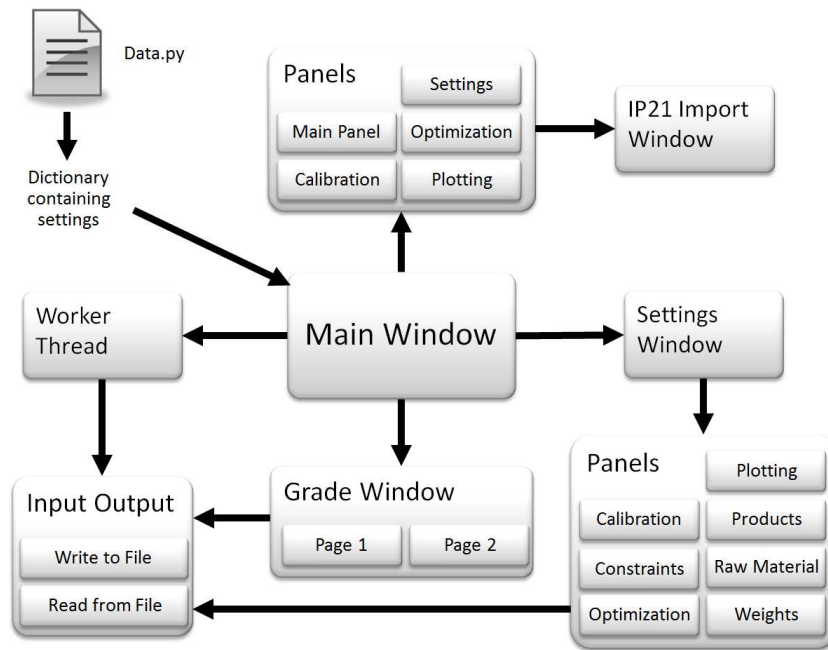 Data.py
Dictionary
containing
settings
Panels
Settings
Main Panel
Optimization
Calibration
Plotting
IP21 Import
Window
Worker
Thread
Main Window
Settings
Window
Input Output
Write to File
Read from File
Grade Window
Page 1
Page 2
Panels
Plotting
Calibration
Products
Constraints
Raw Material
Optimization
Weights